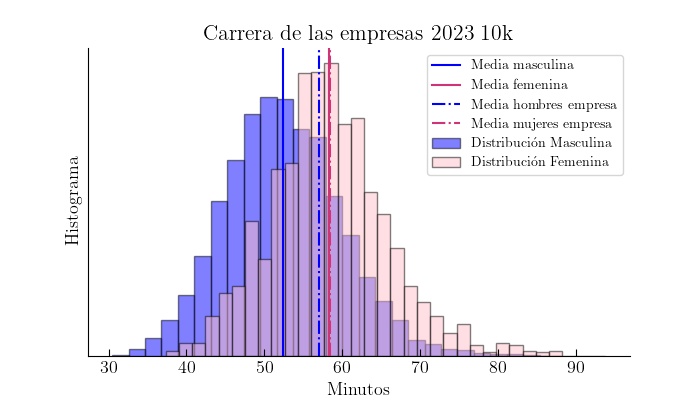 Carrera de las empresas 2023 10k
Media masculina
Media femenina
Media hombres empresa
Media mujeres empresa
Distribución Masculina
Distribución Femenina
Histograma
30 40 50 60 70 80 90
Minutos